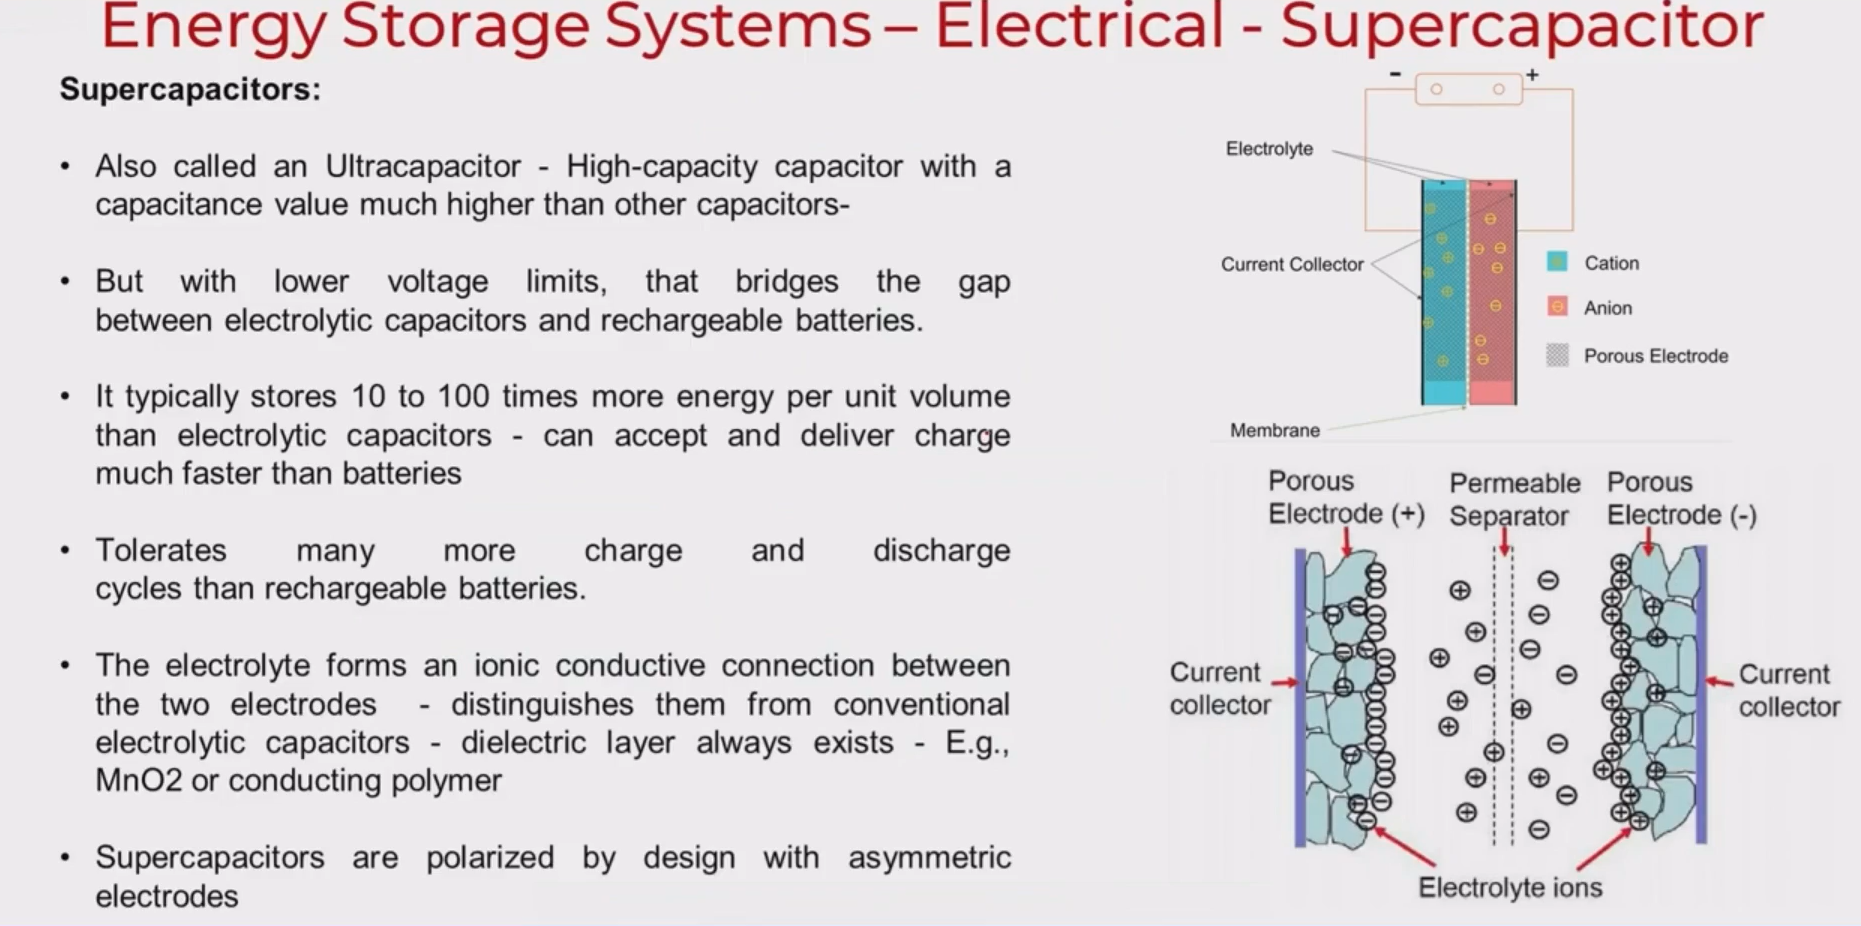 Energy Storage Systems – Electrical - Supercapacitor
Supercapacitors:
• Also called an Ultracapacitor - High-capacity capacitor with a
capacitance value much higher than other capacitors-
• But with lower voltage limits, that bridges the gap
between electrolytic capacitors and rechargeable batteries.
• It typically stores 10 to 100 times more energy per unit volume
than electrolytic capacitors - can accept and deliver charge
much faster than batteries
• Tolerates many more charge and discharge
cycles than rechargeable batteries.
• The electrolyte forms an ionic conductive connection between
the two electrodes - distinguishes them from conventional
electrolytic capacitors - dielectric layer always exists - E.g.,
MnO2 or conducting polymer
• Supercapacitors are polarized by design with asymmetric
electrodes
- +
Electrolyte
Current Collector
Cation
Anion
Porous Electrode
Membrane
Porous
Electrode (+)
Permeable
Separator
Porous
Electrode (-)
Current
collector
Current
collector
Electrolyte ions